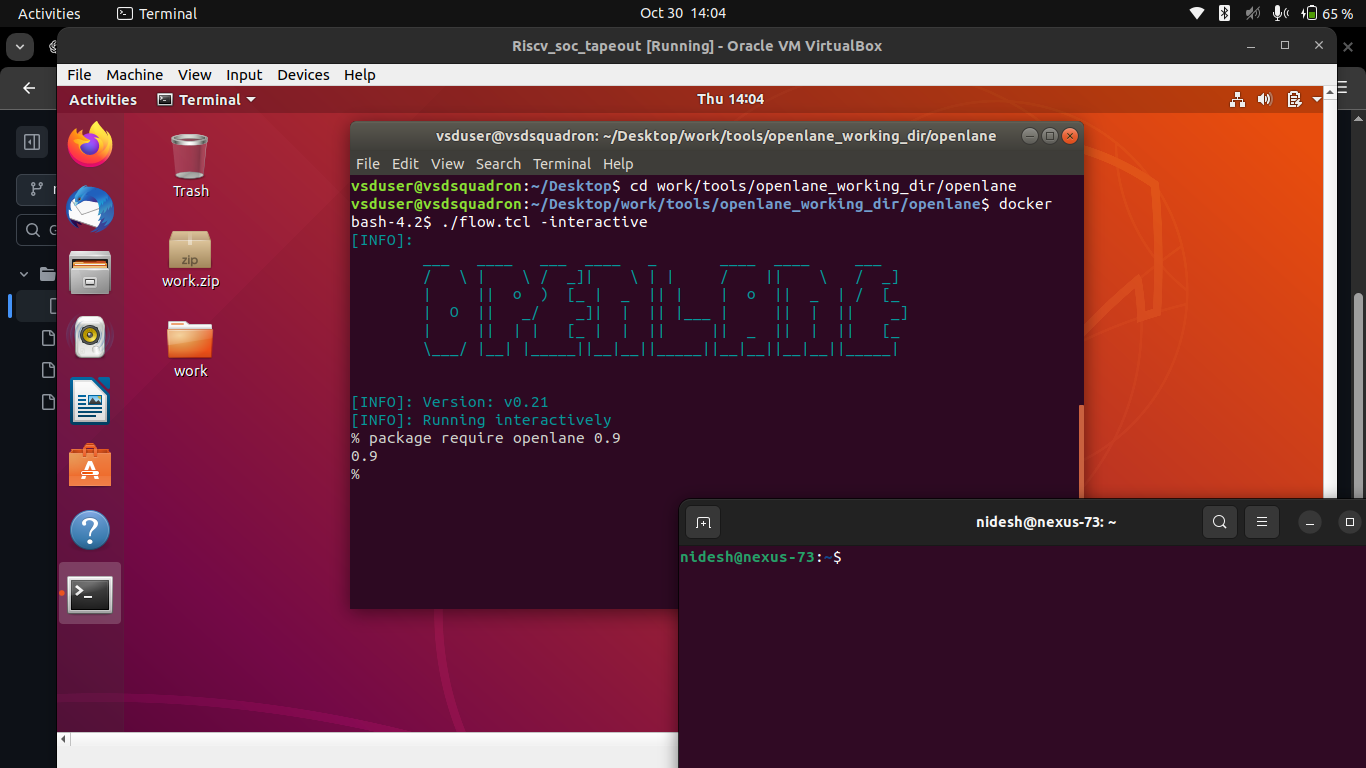 Activities Terminal Oct 30 14:04 65 %
Riscv_soc_tapeout [Running] - Oracle VM VirtualBox
File Machine View Input Devices Help
Activities Terminal Thu 14:04
vsduser@vsdsquadron: ~/Desktop/work/tools/openlane_working_dir/openlane
File Edit View Search Terminal Help
Trash
zip
work.zip
work
vsduser@vsdsquadron:~/Desktop$ cd work/tools/openlane_working_dir/openlane
vsduser@vsdsquadron:~/Desktop/work/tools/openlane_working_dir/openlane$ docker
bash-4.2$ ./flow.tcl -interactive
[INFO]:
OPENLANE
[INFO]: Version: v0.21
[INFO]: Running interactively
% package require openlane 0.9
0.9
%
nidesh@nexus-73: ~
nidesh@nexus-73:~$